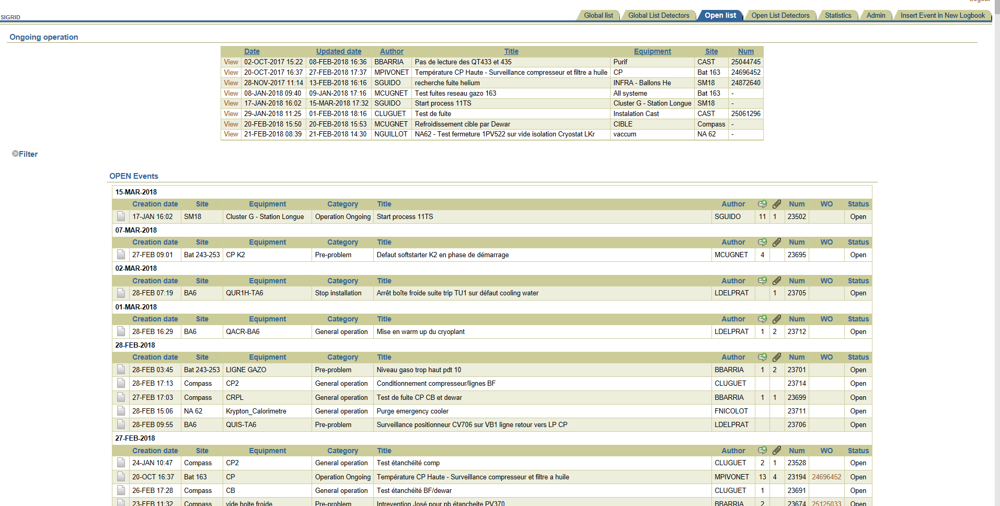 Logout
SIGRID
Global list Global List Detectors Open list Open List Detectors Statistics Admin Insert Event in New Logbook
Ongoing operation
Date Updated date Author Title Equipment Site Num
View 02-OCT-2017 15:22 08-FEB-2018 16:36 BBARRIA Pas de lecture des QT433 et 435 Purif CAST 25044745
View 20-OCT-2017 16:37 27-FEB-2018 17:37 MPIVONET Température CP Haute - Surveillance compresseur et filtre a huile CP Bat 163 24696452
View 28-NOV-2017 11:14 13-FEB-2018 16:16 SGUIDO recherche fuite helium INFRA - Ballons He SM18 24872640
View 08-JAN-2018 09:40 09-JAN-2018 17:16 MCUGNET Test fuites reseau gazo 163 All systeme Bat 163 -
View 17-JAN-2018 16:02 15-MAR-2018 17:32 SGUIDO Start process 11TS Cluster G - Station Longue SM18 -
View 29-JAN-2018 11:25 01-FEB-2018 18:16 CLUGUET Test de fuite Instalation Cast CAST 25061296
View 20-FEB-2018 15:50 20-FEB-2018 15:53 MCUGNET Refroidissement cible par Dewar CIBLE Compass -
View 21-FEB-2018 08:39 21-FEB-2018 14:30 NGUILLOT NA62 - Test fermeture 1PV522 sur vide isolation Cryostat LKr vaccum NA 62 -
Filter
OPEN Events
15-MAR-2018
Creation date Site Equipment Category Title Author Num WO Status
17-JAN 16:02 SM18 Cluster G - Station Longue Operation Ongoing Start process 11TS SGUIDO 11 1 23502 Open
07-MAR-2018
Creation date Site Equipment Category Title Author Num WO Status
27-FEB 09:01 Bat 243-253 CP K2 Pre-problem Defaut softstarter K2 en phase de démarrage MCUGNET 4 23695 Open
02-MAR-2018
Creation date Site Equipment Category Title Author Num WO Status
28-FEB 07:19 BA6 QUR1H-TA6 Stop installation Arrêt boîte froide suite trip TU1 sur défaut cooling water LDELPRAT 1 23705 Open
01-MAR-2018
Creation date Site Equipment Category Title Author Num WO Status
28-FEB 16:29 BA6 QACR-BA6 General operation Mise en warm up du cryoplant LDELPRAT 1 2 23712 Open
28-FEB-2018
Creation date Site Equipment Category Title Author Num WO Status
28-FEB 03:45 Bat 243-253 LIGNE GAZO Pre-problem Niveau gaso trop haut pdt 10 BBARRIA 1 2 23701 Open
28-FEB 17:13 Compass CP2 General operation Conditionnement compresseur/lignes BF CLUGUET 23714 Open
27-FEB 17:03 Compass CRPL General operation Test de fuite CP CB et dewar BBARRIA 1 1 23699 Open
28-FEB 15:06 NA 62 Krypton_Calorimetre General operation Purge emergency cooler FNICOLOT 23711 Open
28-FEB 09:55 BA6 QUIS-TA6 Pre-problem Surveillance positionneur CV706 sur VB1 ligne retour vers LP CP LDELPRAT 23706 Open
27-FEB-2018
Creation date Site Equipment Category Title Author Num WO Status
24-JAN 10:47 Compass CP2 General operation Test étanchéité comp CLUGUET 2 1 23528 Open
20-OCT 16:37 Bat 163 CP Operation Ongoing Température CP Haute - Surveillance compresseur et filtre a huile MPIVONET 13 4 23194 24696452 Open
26-FEB 17:28 Compass CB General operation Test étanchéité BF/dewar CLUGUET 1 23691 Open
23-FEB 11:32 Compass vide boite froide Pre-problem Intrevention José pour pb étancheite PV370 BBARRIA 2 23674 25125033 Open